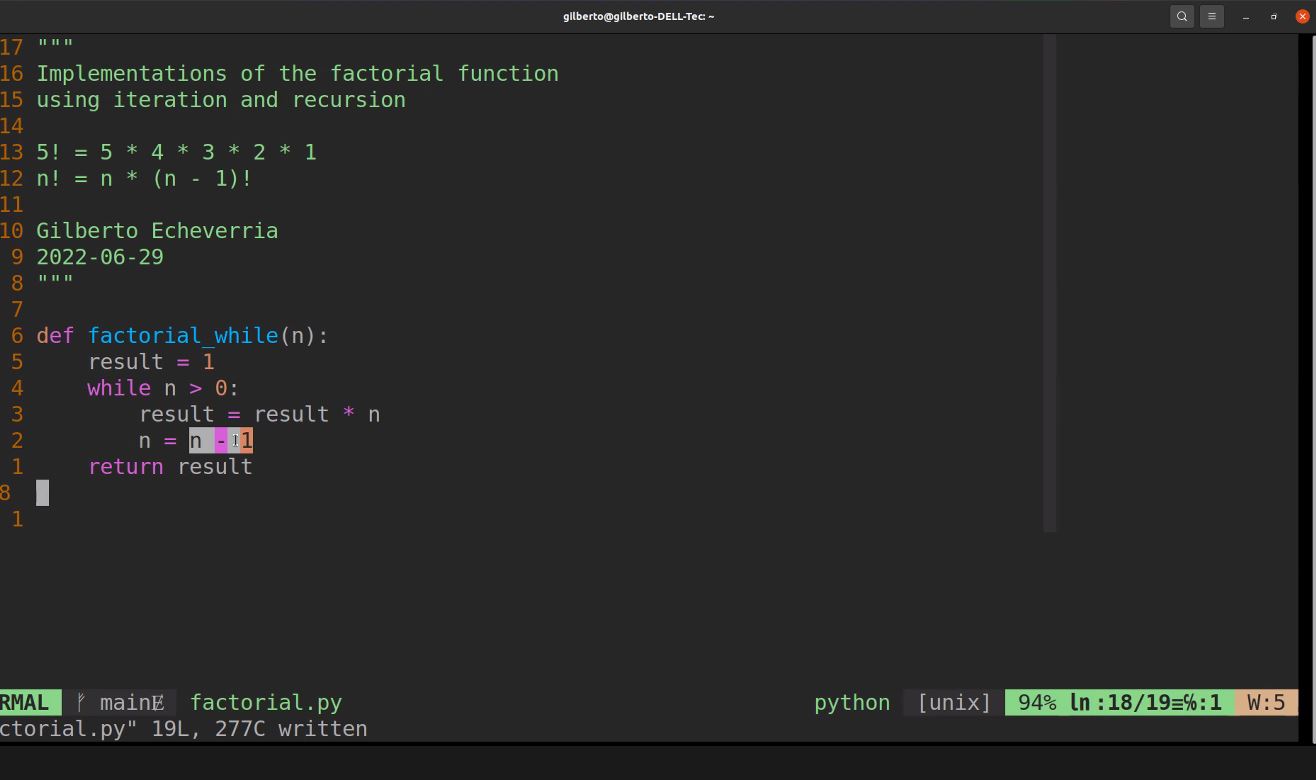 gilberto@gilberto-DELL-Tec: ~
17 """
16 Implementations of the factorial function
15 using iteration and recursion
14
13 5! = 5 * 4 * 3 * 2 * 1
12 n! = n * (n - 1)!
11
10 Gilberto Echeverria
9 2022-06-29
8 """
7
6 def factorial_while(n):
5     result = 1
4     while n > 0:
3         result = result * n
2         n = n - 1
1     return result
8
1
RMAL main factorial.py python [unix] 94% ln :18/19≡℅:1 W:5
ctorial.py" 19L, 277C written